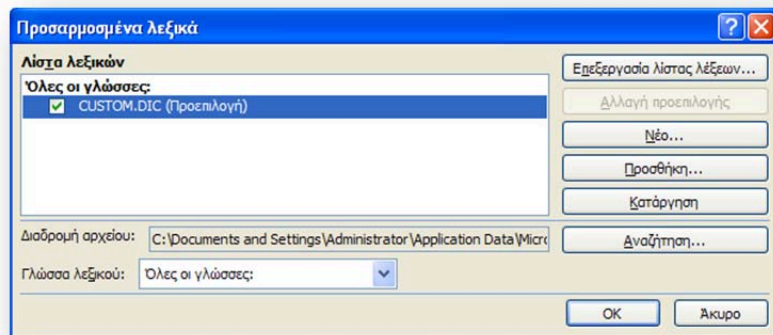 Προσαρμοσμένα λεξικά
Λίστα λεξικών
Όλες οι γλώσσες:
CUSTOM.DIC (Προεπιλογή)
Επεξεργασία λίστας λέξεων...
Αλλαγή προεπιλογής
Νέο...
Προσθήκη...
Κατάργηση
Διαδρομή αρχείου: C:\Documents and Settings\Administrator\Application Data\Micr
Αναζήτηση...
Γλώσσα λεξικού: Όλες οι γλώσσες:
OK Άκυρο